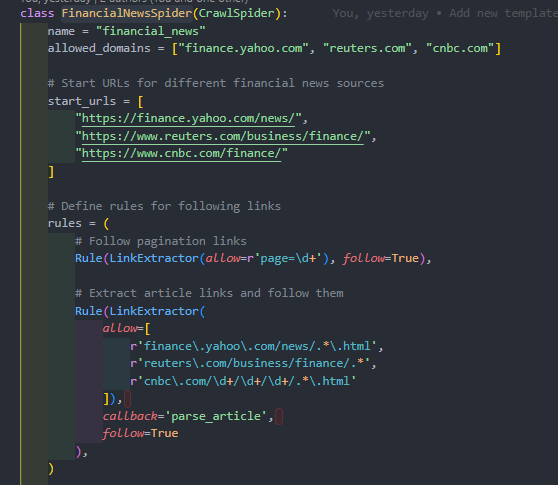 You, yesterday | 2 authors (You and one other)
class FinancialNewsSpider(CrawlSpider):     You, yesterday • Add new template
    name = "financial_news"
    allowed_domains = ["finance.yahoo.com", "reuters.com", "cnbc.com"]

    # Start URLs for different financial news sources
    start_urls = [
        "https://finance.yahoo.com/news/",
        "https://www.reuters.com/business/finance/",
        "https://www.cnbc.com/finance/"
    ]

    # Define rules for following links
    rules = (
        # Follow pagination links
        Rule(LinkExtractor(allow=r'page=\d+'), follow=True),

        # Extract article links and follow them
        Rule(LinkExtractor(
            allow=[
                r'finance\.yahoo\.com/news/.*\.html',
                r'reuters\.com/business/finance/.*',
                r'cnbc\.com/\d+/\d+/\d+/.*\.html'
            ]),
            callback='parse_article',
            follow=True
        ),
    )